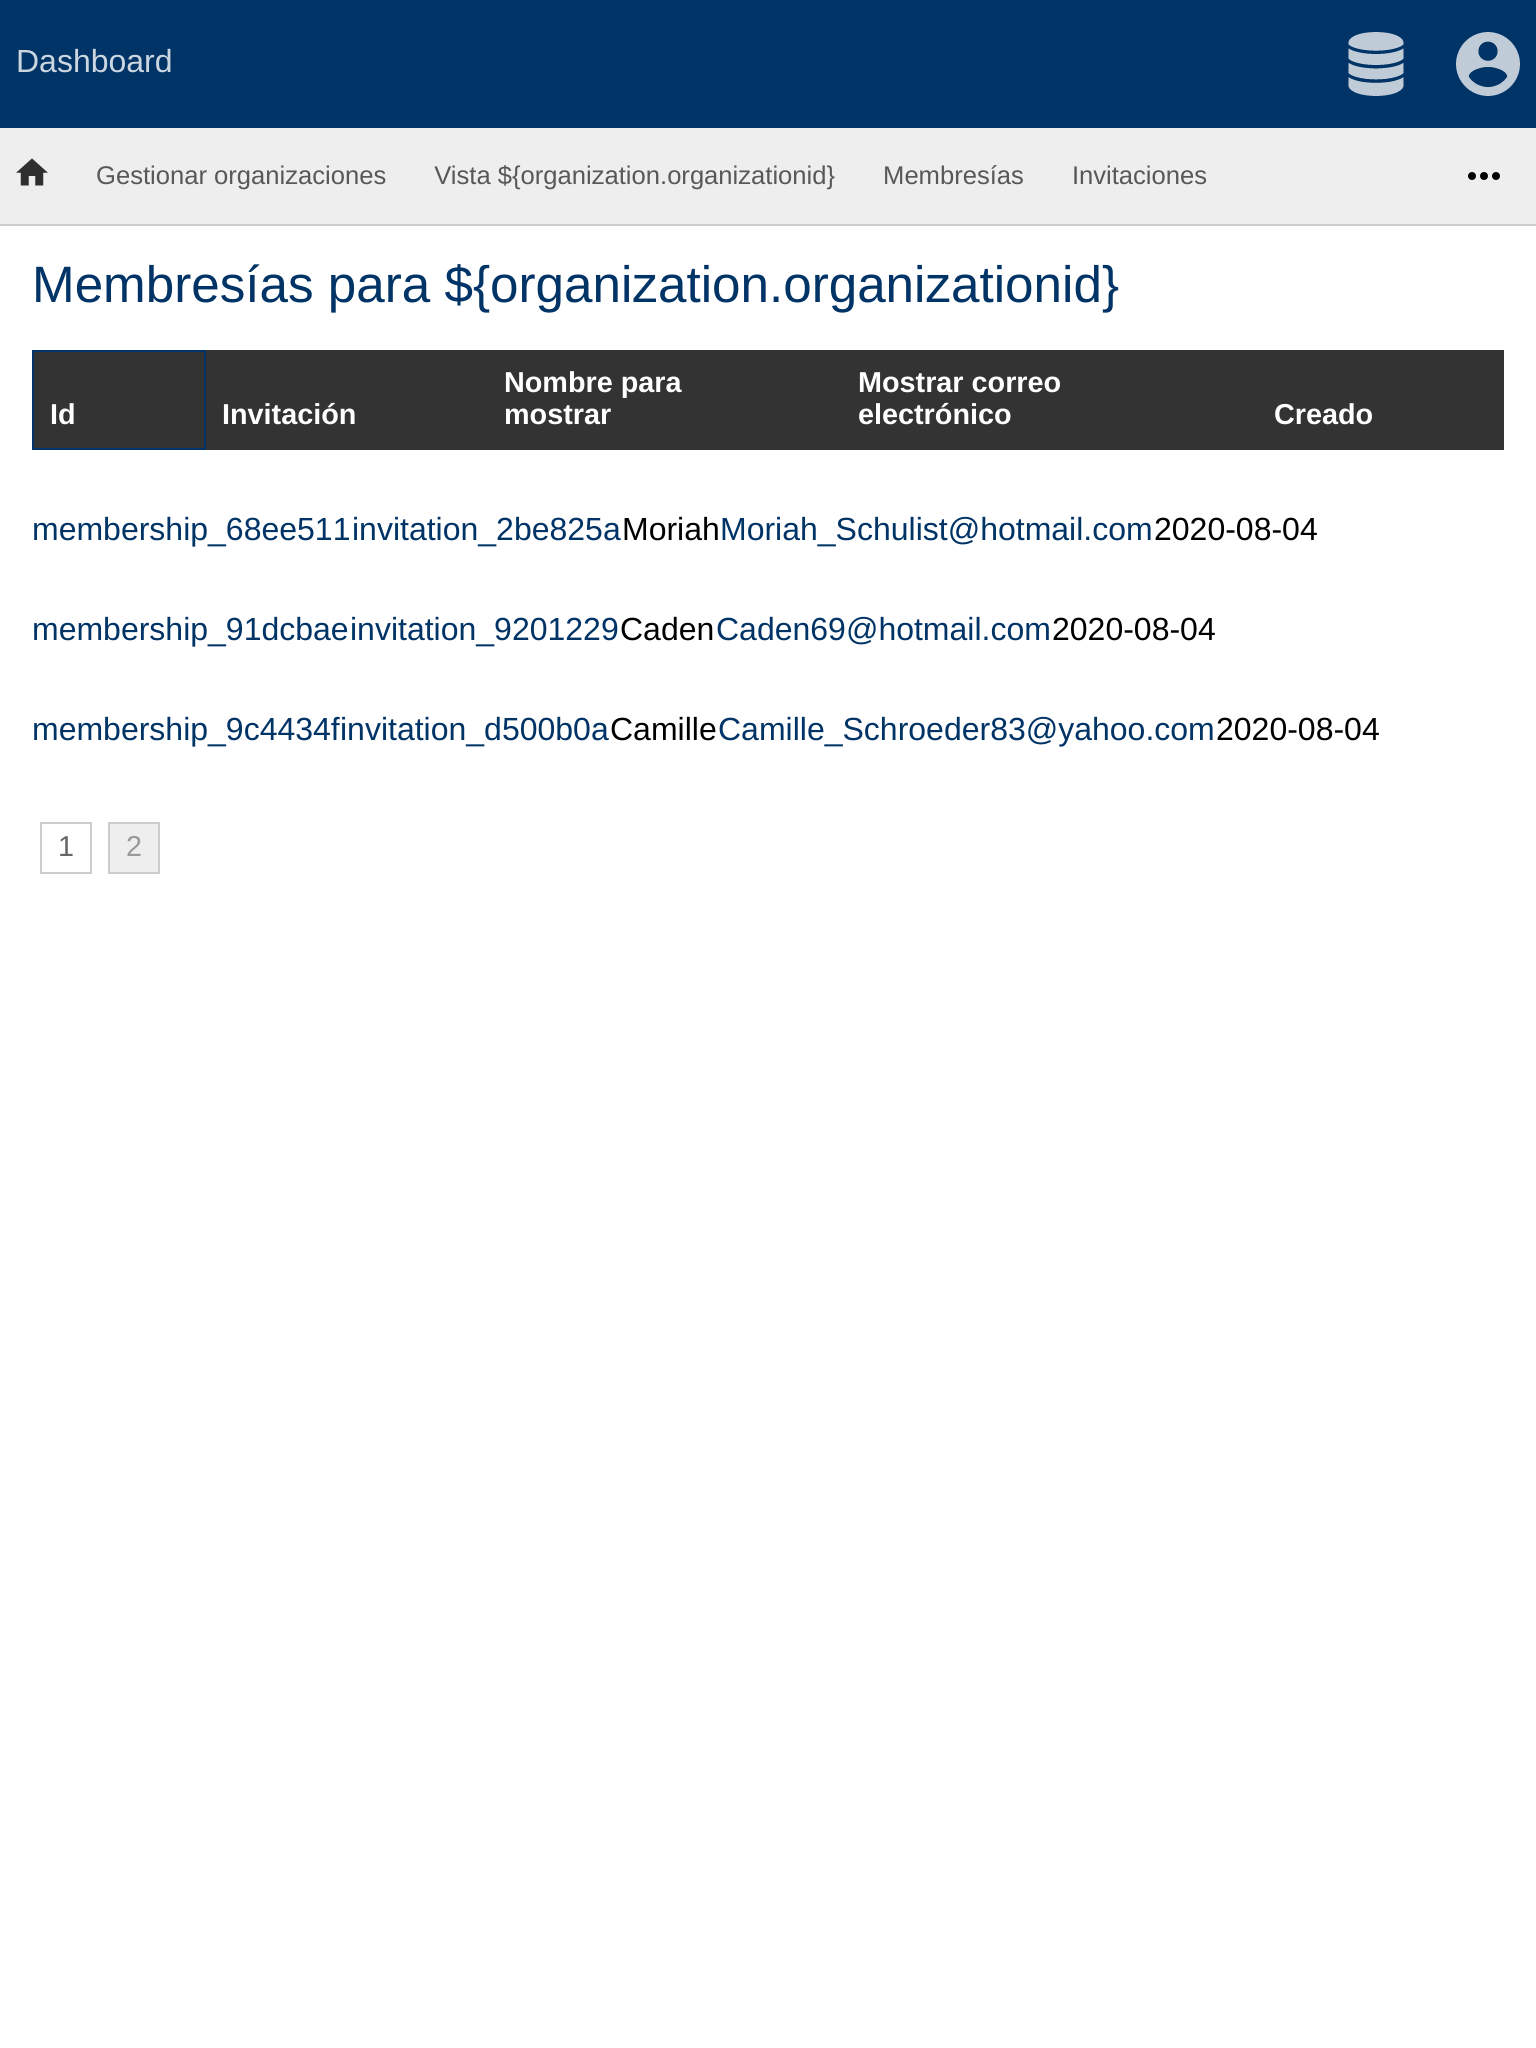 Dashboard
Gestionar organizaciones Vista ${organization.organizationid} Membresías Invitaciones
Membresías para ${organization.organizationid}
Id Invitación Nombre para mostrar Mostrar correo electrónico Creado
membership_68ee511invitation_2be825aMoriahMoriah_Schulist@hotmail.com2020-08-04
membership_91dcbaeinvitation_9201229CadenCaden69@hotmail.com2020-08-04
membership_9c4434finvitation_d500b0aCamilleCamille_Schroeder83@yahoo.com2020-08-04
1 2